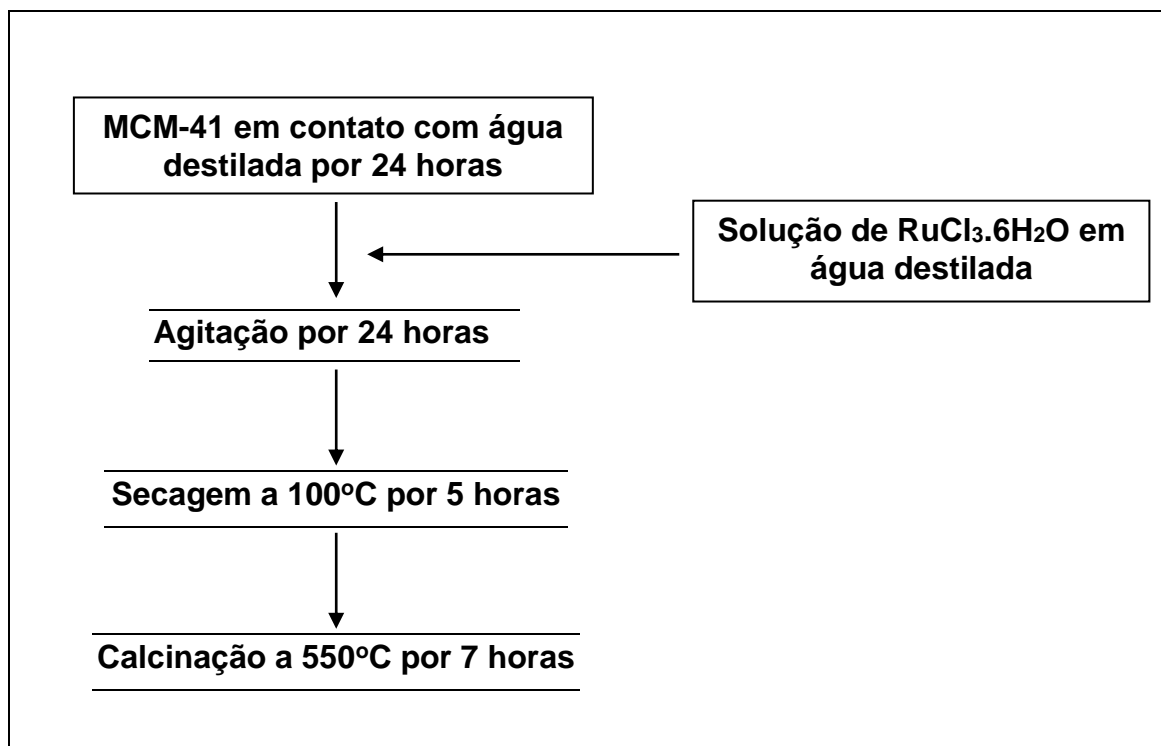 MCM-41 em contato com água
destilada por 24 horas
Solução de RuCl₃.6H₂O em
água destilada
Agitação por 24 horas
Secagem a 100ºC por 5 horas
Calcinação a 550ºC por 7 horas